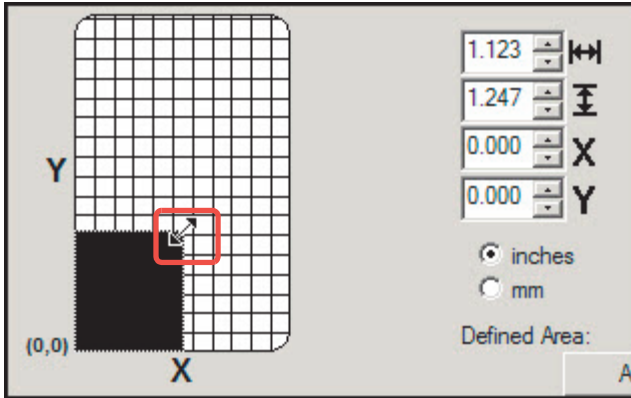 Y
(0,0)
X
1.123
1.247
0.000 X
0.000 Y
inches
mm
Defined Area:
A